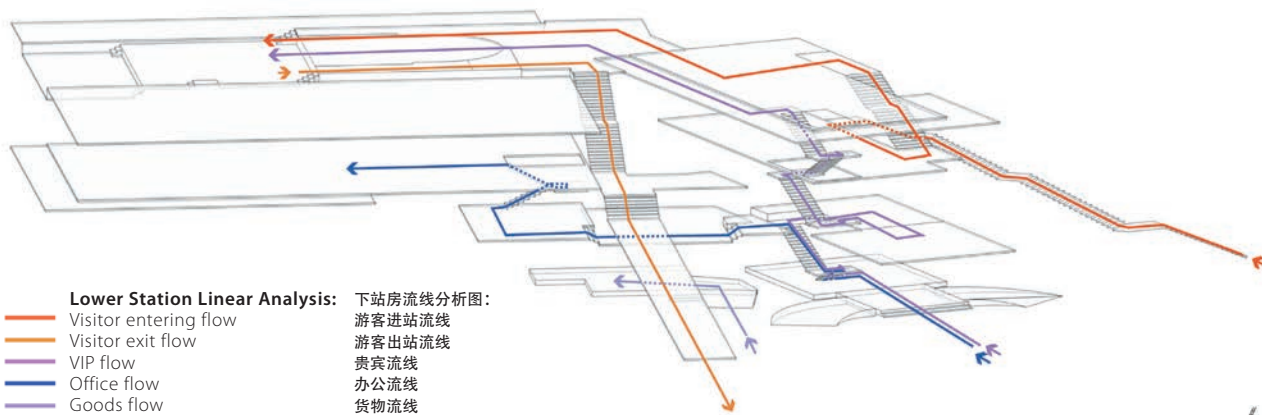 Lower Station Linear Analysis: 下站房流线分析图：
Visitor entering flow 游客进站流线
Visitor exit flow 游客出站流线
VIP flow 贵宾流线
Office flow 办公流线
Goods flow 货物流线